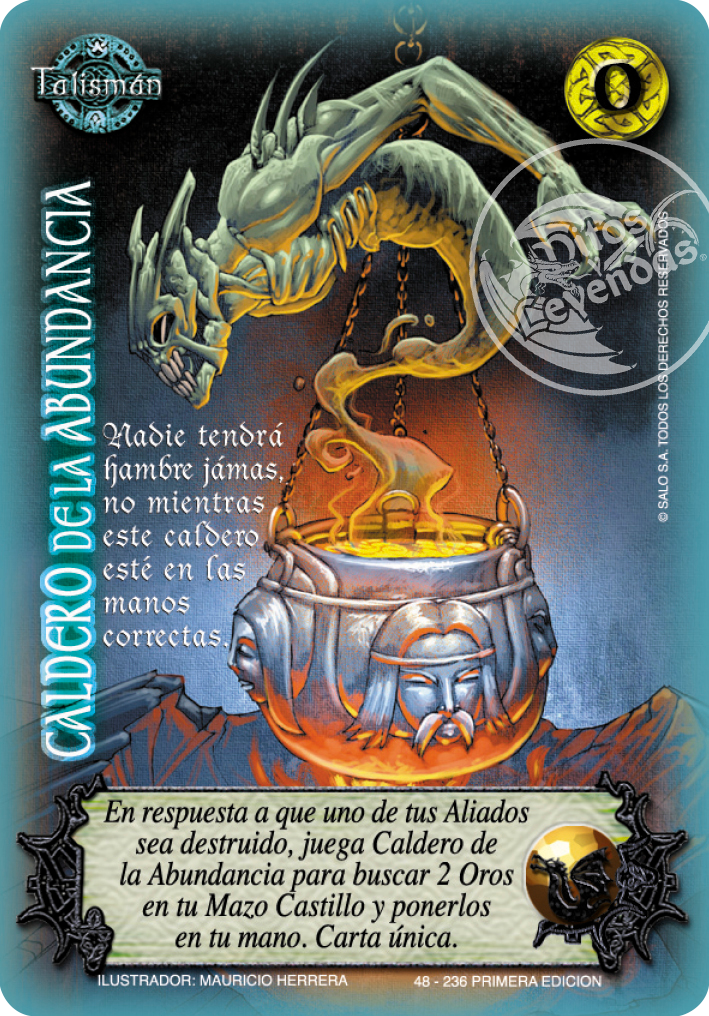 Talismán
0
Mitos
Leyendas
CALDERO DE LA ABUNDANCIA
© SALO S.A. TODOS LOS DERECHOS RESERVADOS
Nadie tendrá
hambre jámas,
no mientras
este caldero
esté en las
manos
correctas.
En respuesta a que uno de tus Aliados
sea destruido, juega Caldero de
la Abundancia para buscar 2 Oros
en tu Mazo Castillo y ponerlos
en tu mano. Carta única.
ILUSTRADOR: MAURICIO HERRERA 48 - 236 PRIMERA EDICION